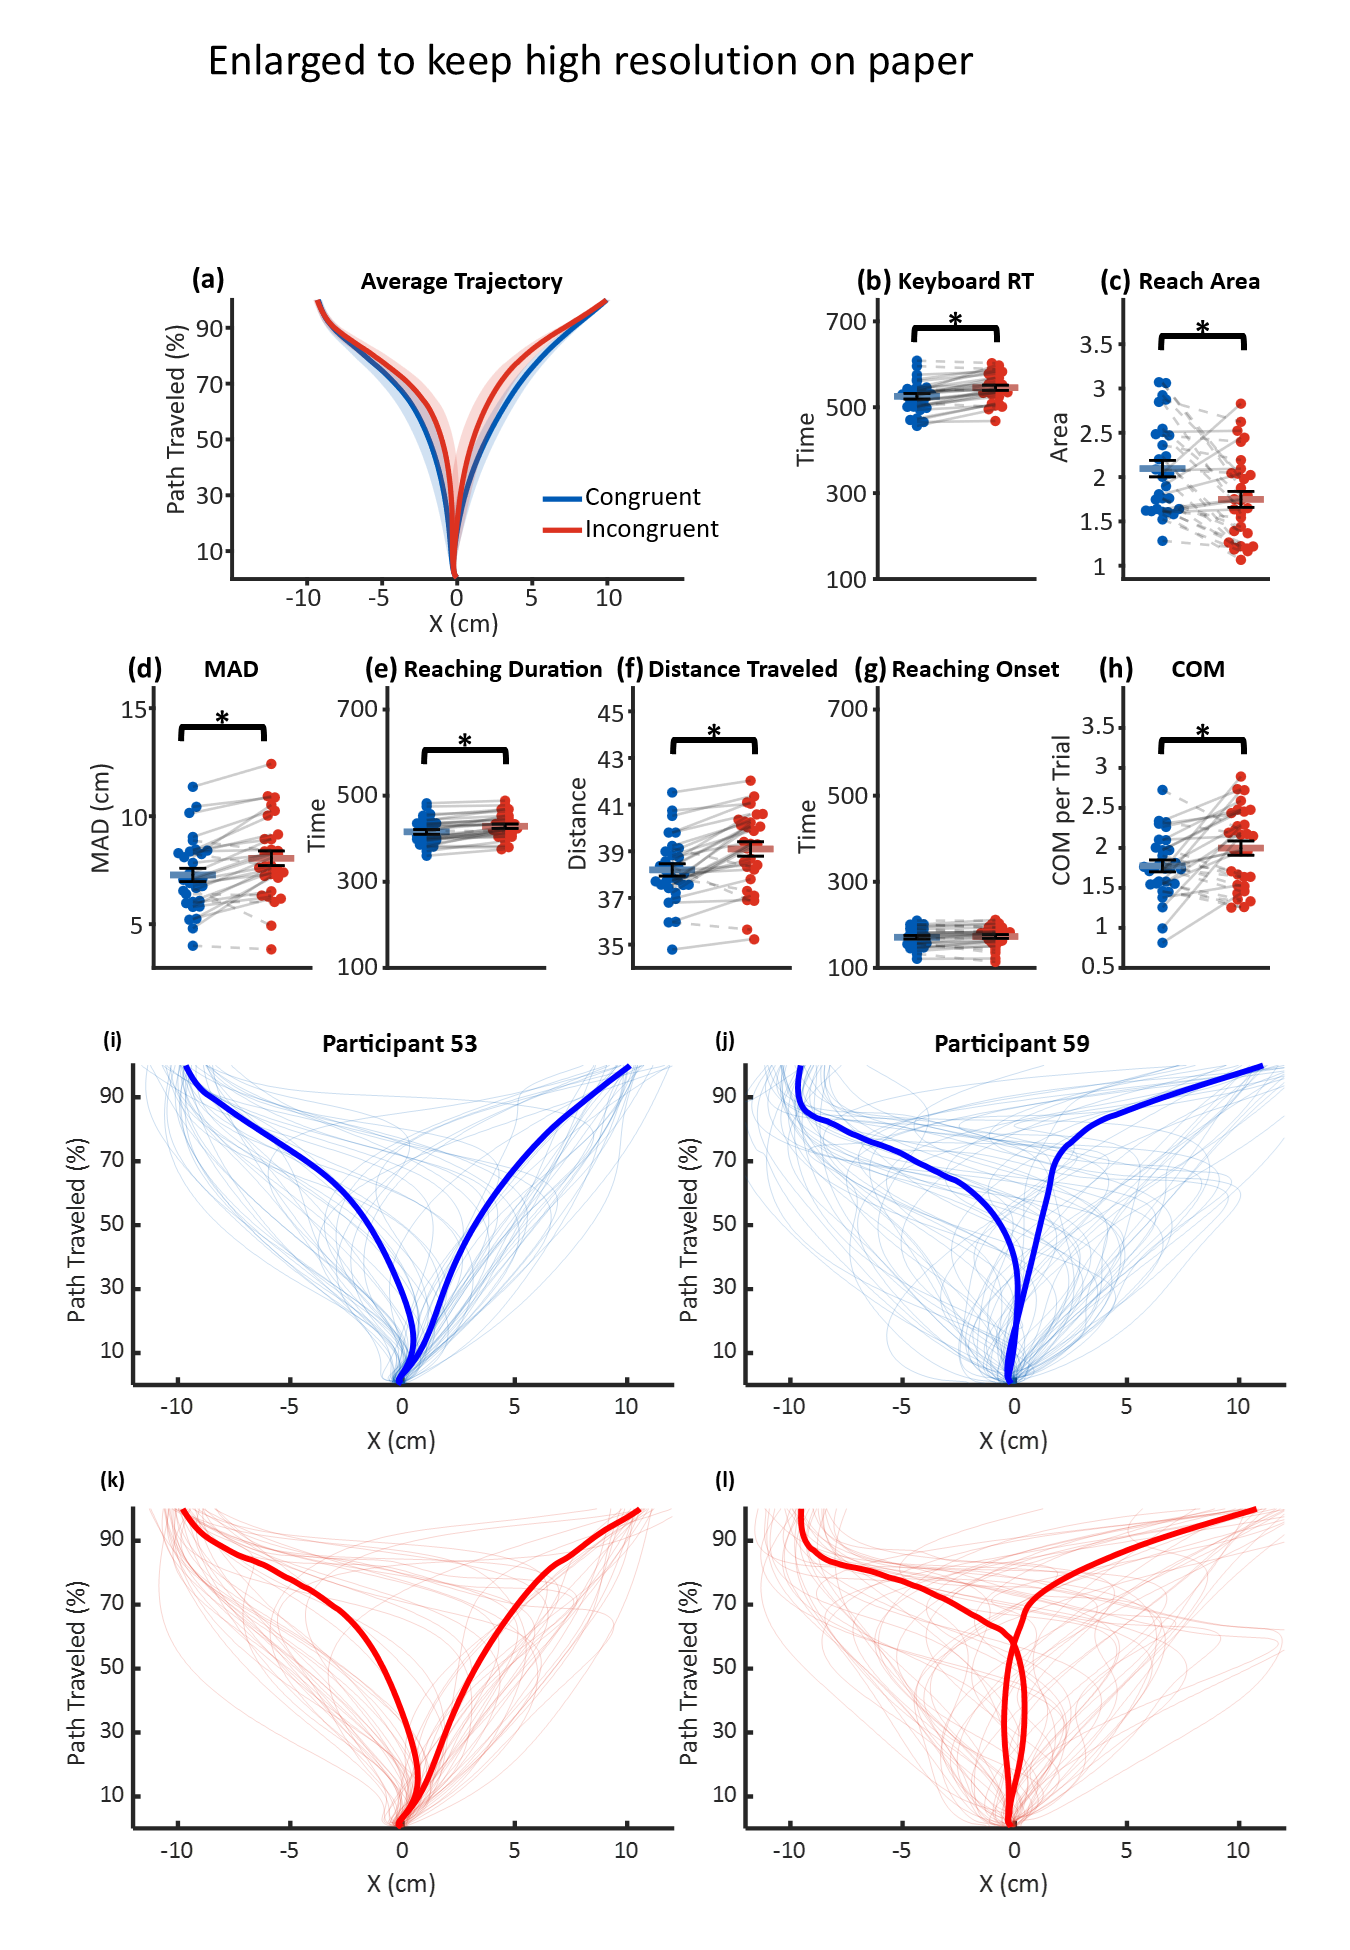 Enlarged to keep high resolution on paper
(a) Average Trajectory
Path Traveled (%)
90
70
50
30
10
-10 -5 0 5 10
X (cm)
Congruent
Incongruent
(b) Keyboard RT
Time
700
500
300
100
*
(c) Reach Area
Area
3.5
3
2.5
2
1.5
1
*
(d) MAD
MAD (cm)
15
10
5
*
(e) Reaching Duration
Time
700
500
300
100
*
(f) Distance Traveled
Distance
45
43
41
39
37
35
*
(g) Reaching Onset
Time
700
500
300
100
(h) COM
COM per Trial
3.5
3
2.5
2
1.5
1
0.5
*
(i) Participant 53
Path Traveled (%)
90
70
50
30
10
-10 -5 0 5 10
X (cm)
(j) Participant 59
Path Traveled (%)
90
70
50
30
10
-10 -5 0 5 10
X (cm)
(k)
Path Traveled (%)
90
70
50
30
10
-10 -5 0 5 10
X (cm)
(l)
Path Traveled (%)
90
70
50
30
10
-10 -5 0 5 10
X (cm)